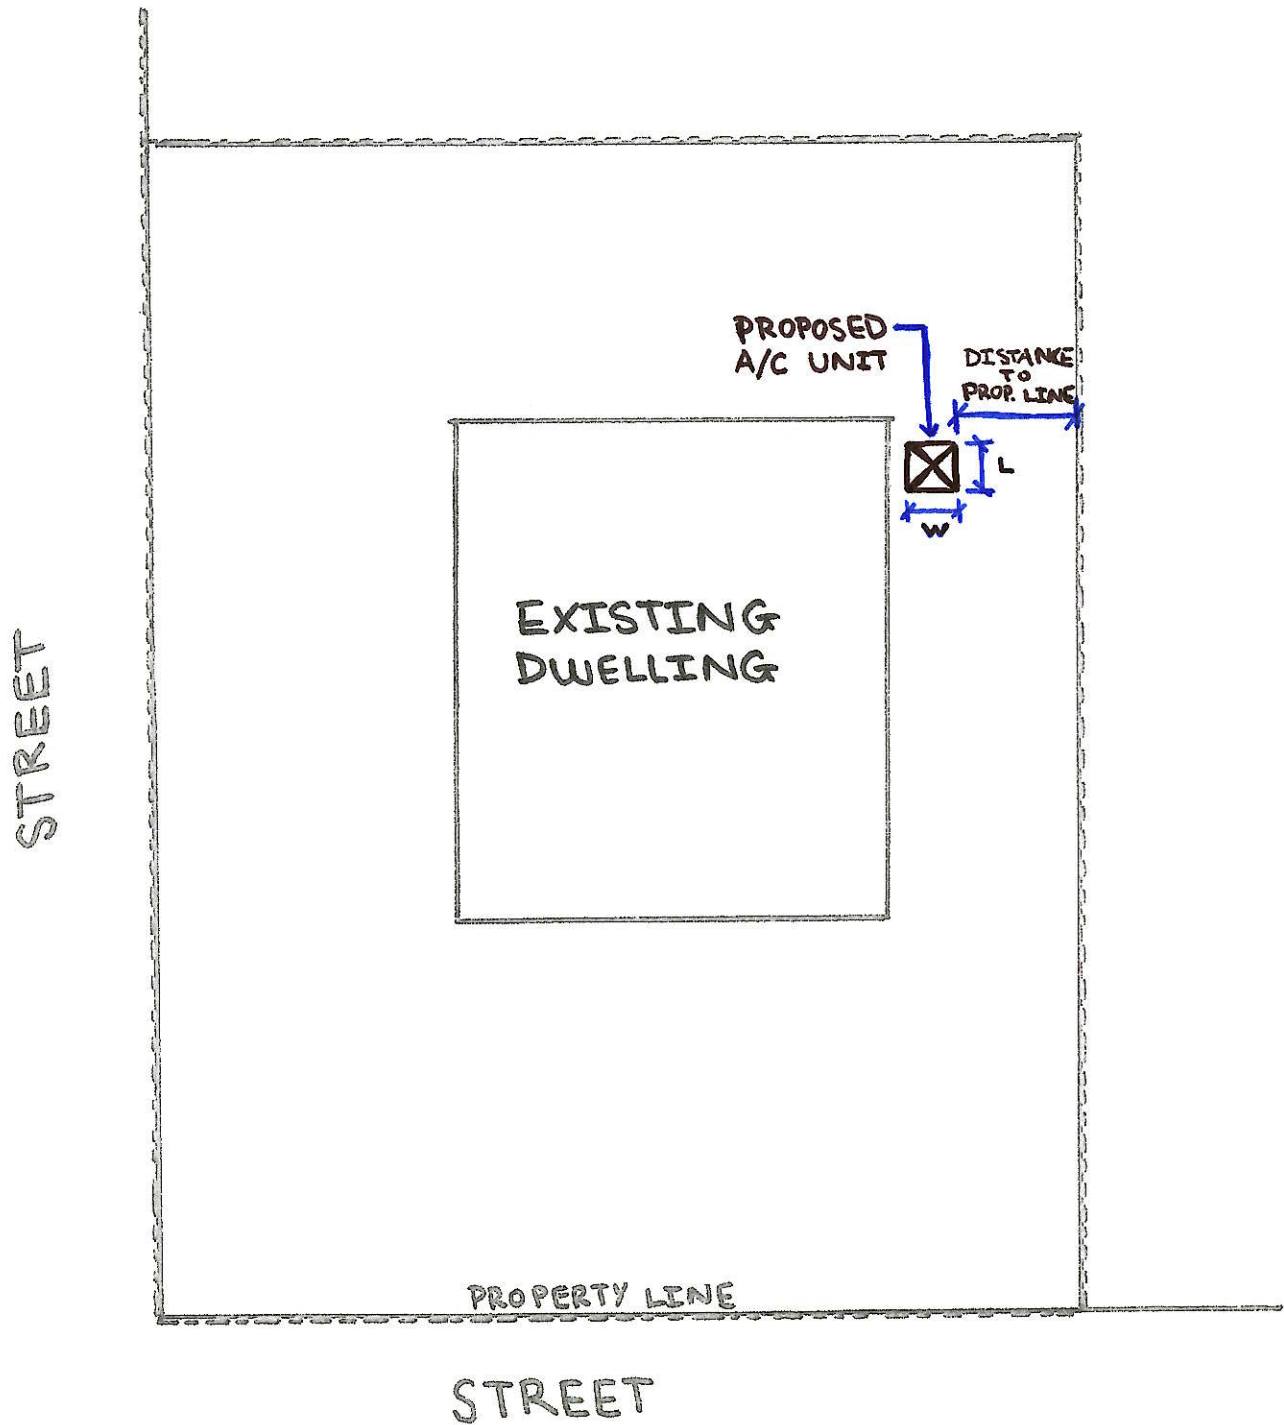 PROPOSED
A/C UNIT
DISTANCE
TO
PROP. LINE
L
W
EXISTING
DWELLING
STREET
PROPERTY LINE
STREET